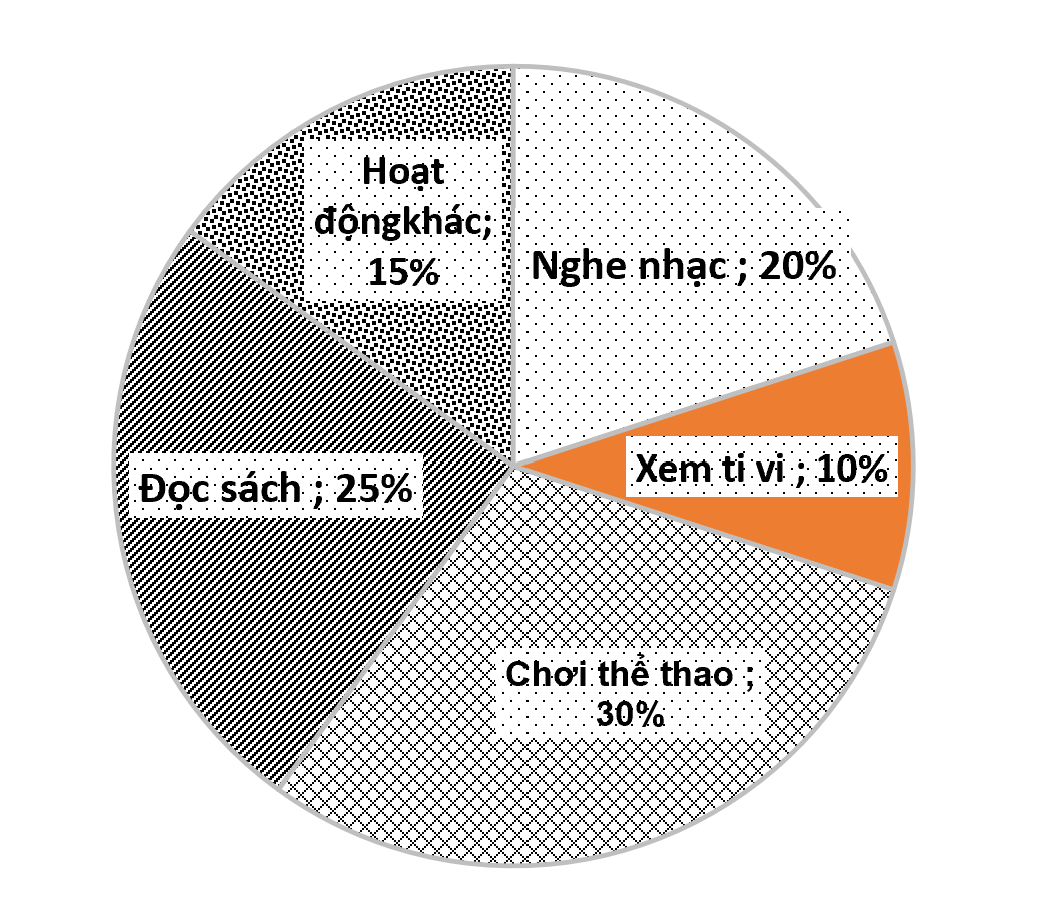 Hoạt
độngkhác;
15%
Nghe nhạc ; 20%
Xem ti vi ; 10%
Đọc sách ; 25%
Chơi thể thao ;
30%